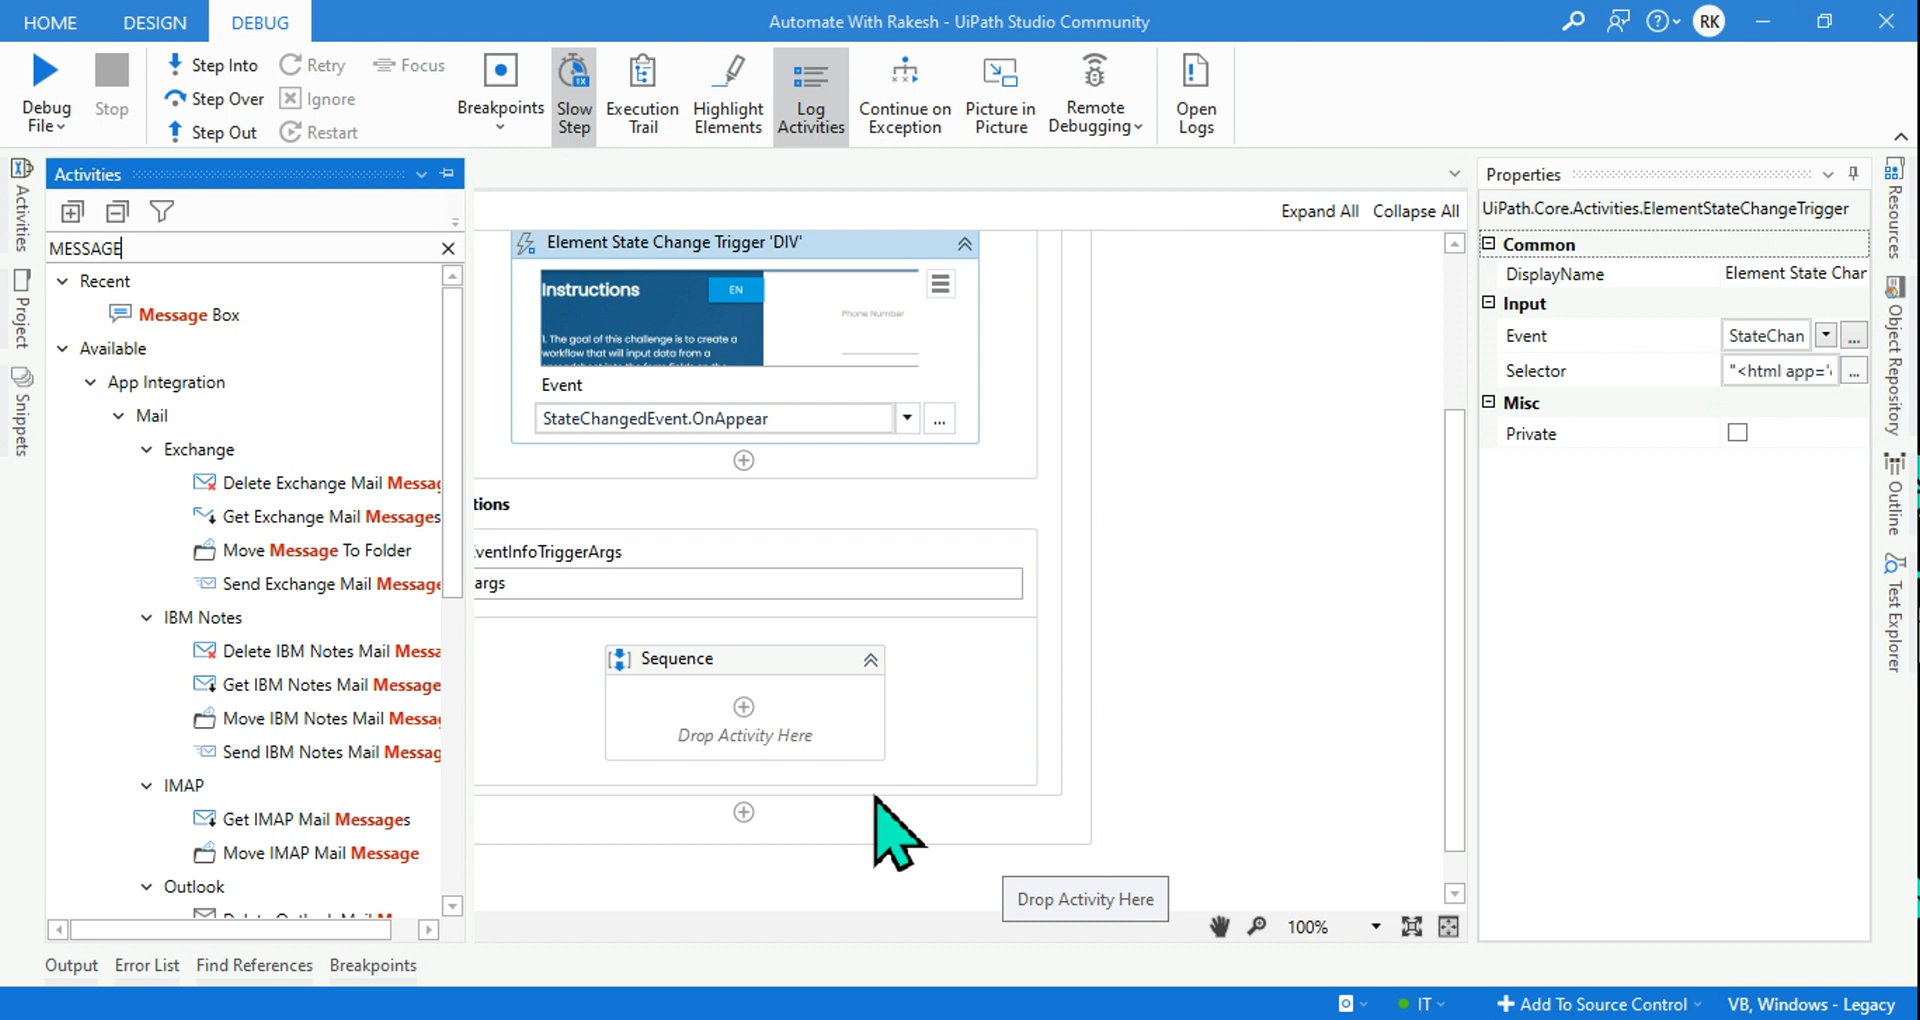 HOME DESIGN DEBUG Automate With Rakesh - UiPath Studio Community RK
Debug File
Stop
Step Into
Step Over
Step Out
Retry
Ignore
Restart
Focus
Breakpoints
Slow Step
Execution Trail
Highlight Elements
Log Activities
Continue on Exception
Picture in Picture
Remote Debugging
Open Logs
Activities
Project
Snippets
Activities
MESSAGE
Recent
Message Box
Available
App Integration
Mail
Exchange
Delete Exchange Mail Messag
Get Exchange Mail Messages
Move Message To Folder
Send Exchange Mail Message
IBM Notes
Delete IBM Notes Mail Messa
Get IBM Notes Mail Message
Move IBM Notes Mail Messag
Send IBM Notes Mail Messag
IMAP
Get IMAP Mail Messages
Move IMAP Mail Message
Outlook
Expand All Collapse All
Element State Change Trigger 'DIV'
Instructions EN
Phone Number
1. The goal of this challenge is to create a
workflow that will input data from a
Event
StateChangedEvent.OnAppear ...
tions
EventInfoTriggerArgs
args
Sequence
Drop Activity Here
Drop Activity Here
100%
Properties
UiPath.Core.Activities.ElementStateChangeTrigger
Common
DisplayName Element State Char
Input
Event StateChan ...
Selector "<html app='( ...
Misc
Private
Resources
Object Repository
Outline
Test Explorer
Output Error List Find References Breakpoints
IT Add To Source Control VB, Windows - Legacy